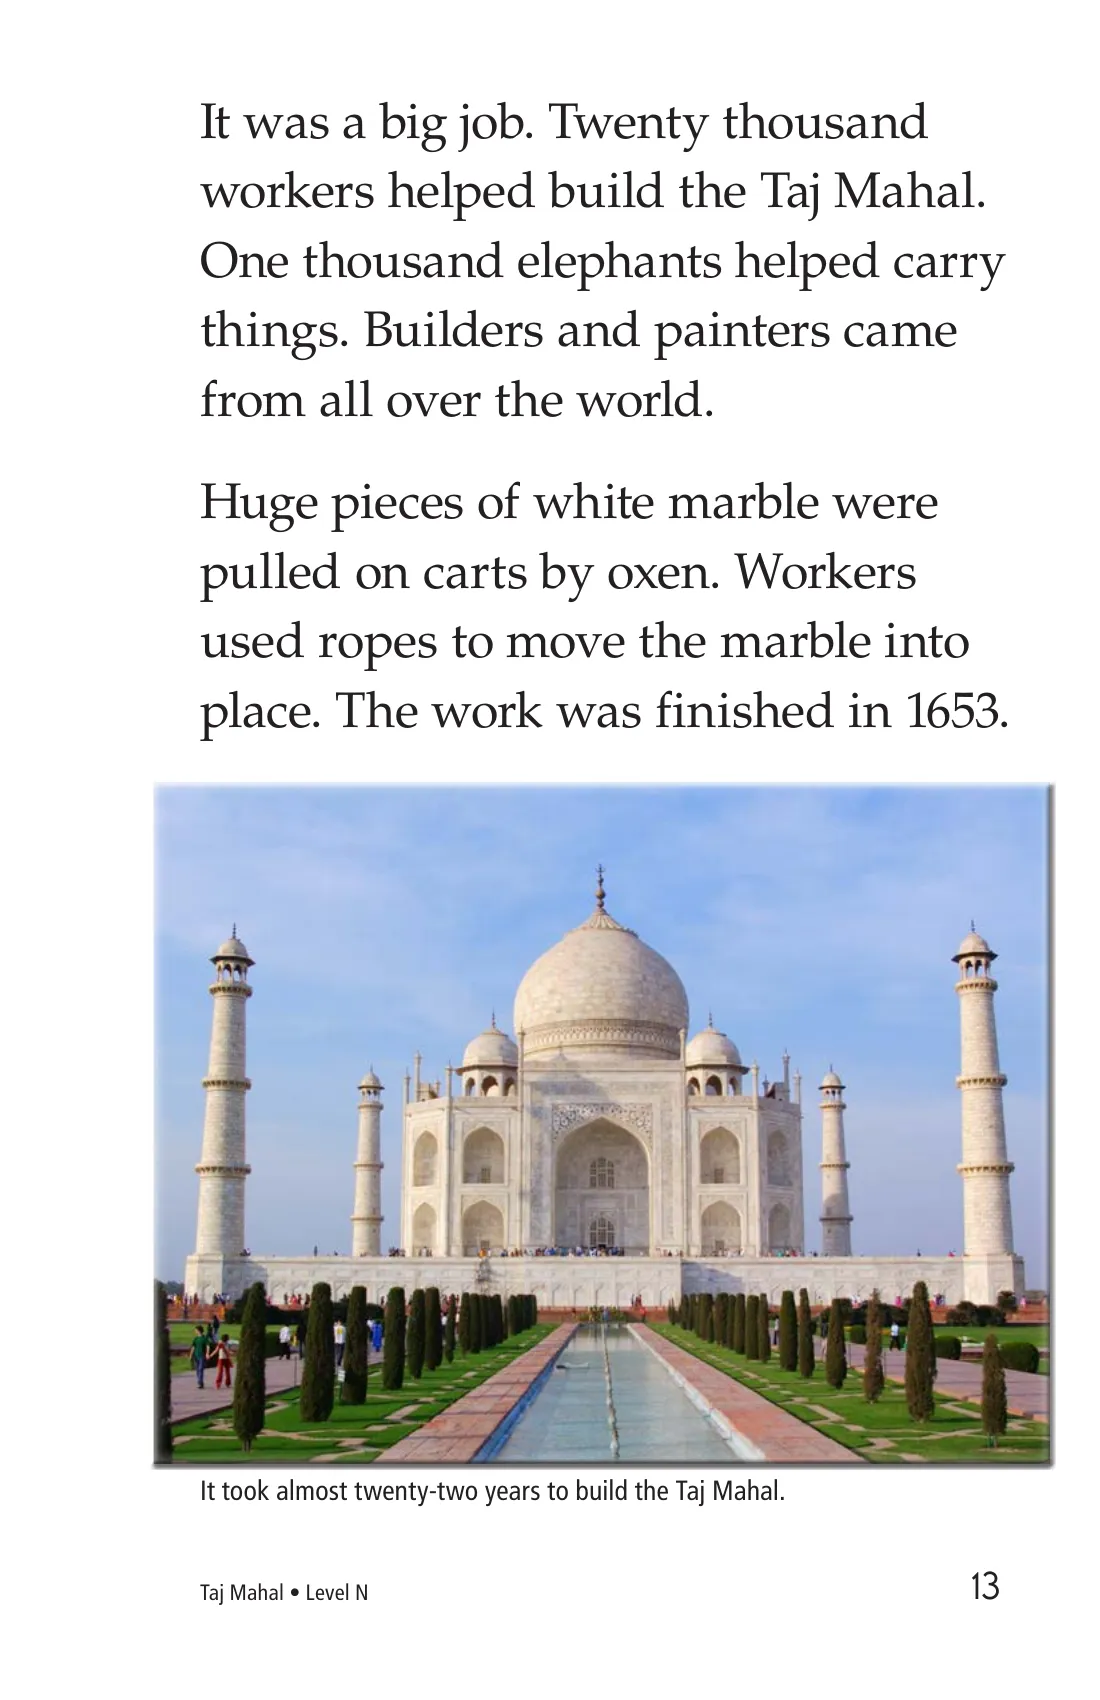 It was a big job. Twenty thousand
workers helped build the Taj Mahal.
One thousand elephants helped carry
things. Builders and painters came
from all over the world.
Huge pieces of white marble were
pulled on carts by oxen. Workers
used ropes to move the marble into
place. The work was finished in 1653.
It took almost twenty-two years to build the Taj Mahal.
Taj Mahal • Level N
13